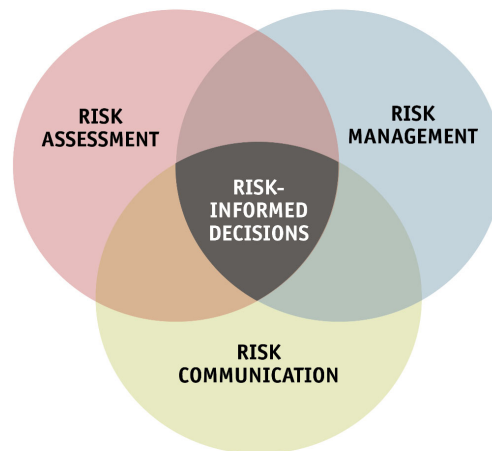 RISK
ASSESSMENT
RISK
MANAGEMENT
RISK-
INFORMED
DECISIONS
RISK
COMMUNICATION